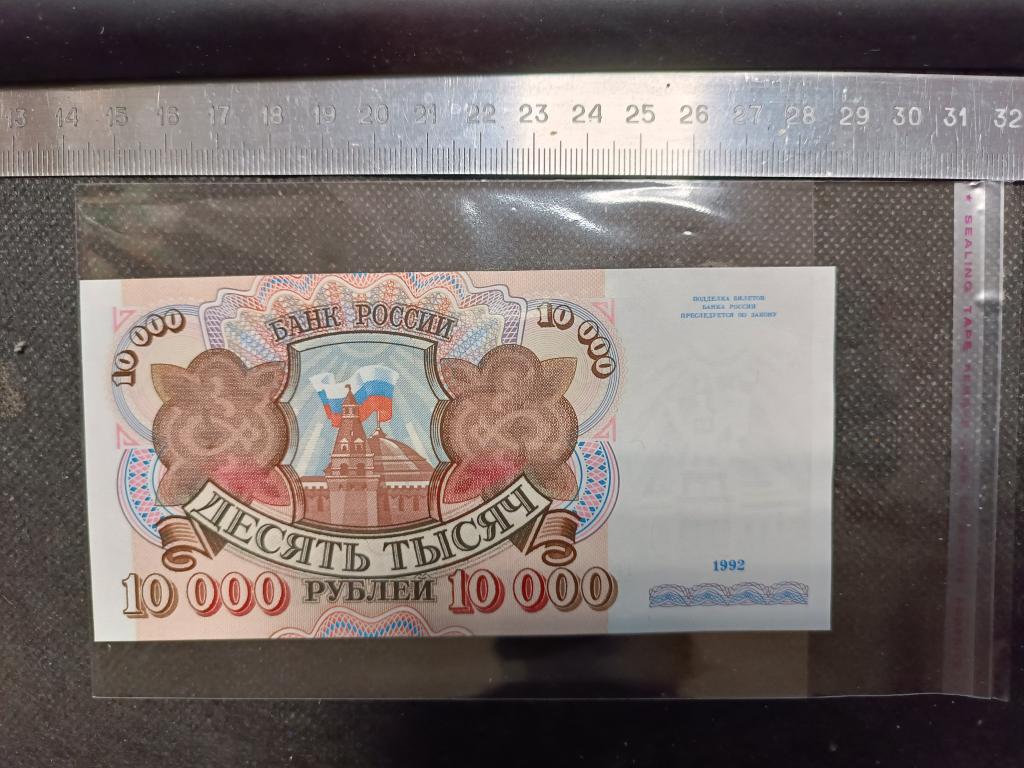 13 14 15 16 17 18 19 20 21 22 23 24 25 26 27 28 29 30 31 32
★ SEALING TAPE
БАНК РОССИИ
10 000
10 000
ПОДДЕЛКА БИЛЕТОВ
БАНКА РОССИИ
ПРЕСЛЕДУЕТСЯ ПО ЗАКОНУ
ДЕСЯТЬ ТЫСЯЧ
10 000 РУБЛЕЙ 10 000
1992